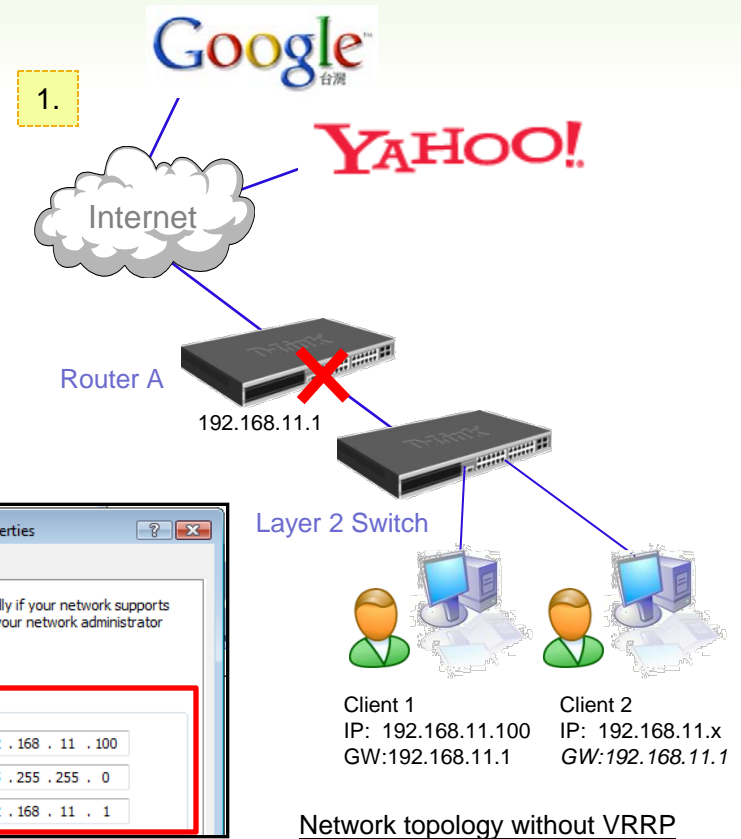 Google™
台灣
1.
YAHOO!
Internet
D-Link
Router A
192.168.11.1
D-Link
Layer 2 Switch
erties
lly if your network supports
your network administrator
. 168 . 11 . 100
. 255 . 255 . 0
. 168 . 11 . 1
Client 1
IP: 192.168.11.100
GW:192.168.11.1
Client 2
IP: 192.168.11.x
GW:192.168.11.1
Network topology without VRRP